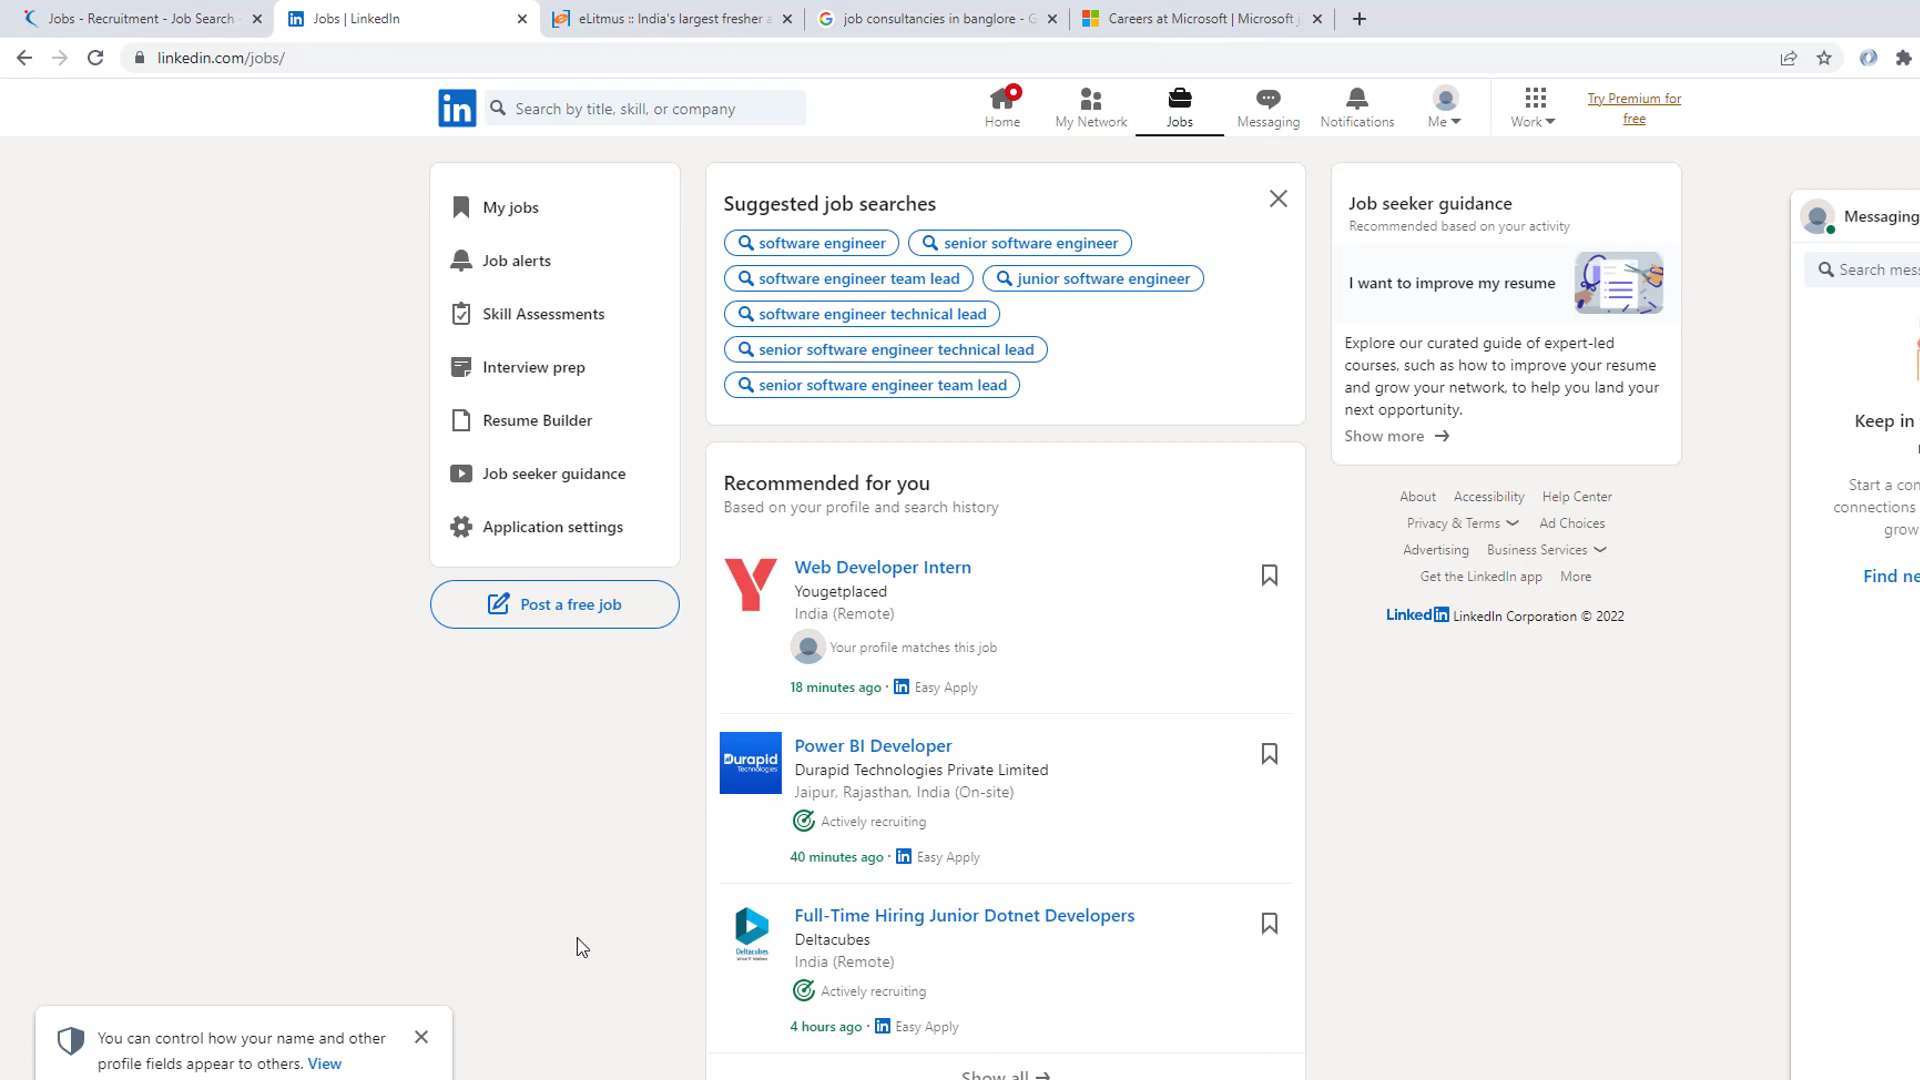 Jobs - Recruitment - Job Search -
Jobs | LinkedIn
eLitmus :: India's largest fresher a
job consultancies in banglore - G
Careers at Microsoft | Microsoft j
linkedin.com/jobs/
in
Search by title, skill, or company
Home
My Network
Jobs
Messaging
Notifications
Me
Work
Try Premium for
free
My jobs
Job alerts
Skill Assessments
Interview prep
Resume Builder
Job seeker guidance
Application settings
Post a free job
Suggested job searches
software engineer
senior software engineer
software engineer team lead
junior software engineer
software engineer technical lead
senior software engineer technical lead
senior software engineer team lead
Recommended for you
Based on your profile and search history
Web Developer Intern
Yougetplaced
India (Remote)
Your profile matches this job
18 minutes ago · in Easy Apply
Durapid
Technologies
Power BI Developer
Durapid Technologies Private Limited
Jaipur, Rajasthan, India (On-site)
Actively recruiting
40 minutes ago · in Easy Apply
Deltacubes
Full-Time Hiring Junior Dotnet Developers
Deltacubes
India (Remote)
Actively recruiting
4 hours ago · in Easy Apply
Show all
Job seeker guidance
Recommended based on your activity
I want to improve my resume
Explore our curated guide of expert-led
courses, such as how to improve your resume
and grow your network, to help you land your
next opportunity.
Show more
About Accessibility Help Center
Privacy & Terms Ad Choices
Advertising Business Services
Get the LinkedIn app More
LinkedIn LinkedIn Corporation © 2022
Messaging
Search mess
Keep in
Start a con
connections
grow
Find ne
You can control how your name and other
profile fields appear to others. View